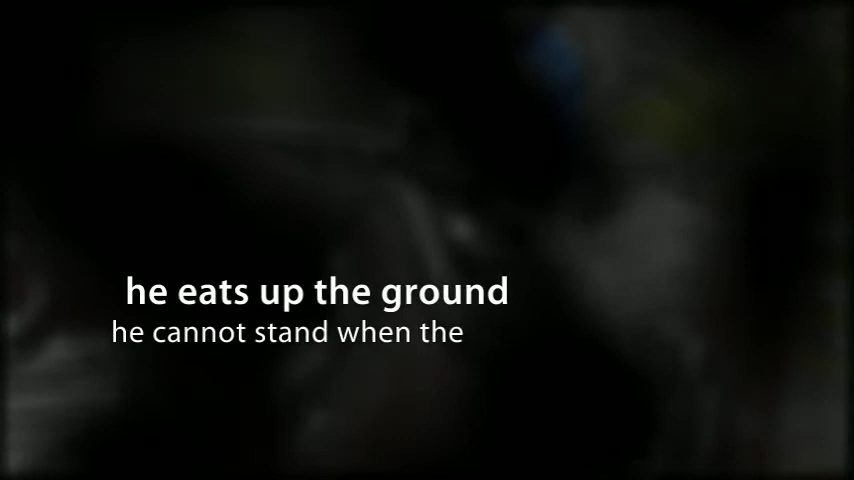 he eats up the ground
he cannot stand when the